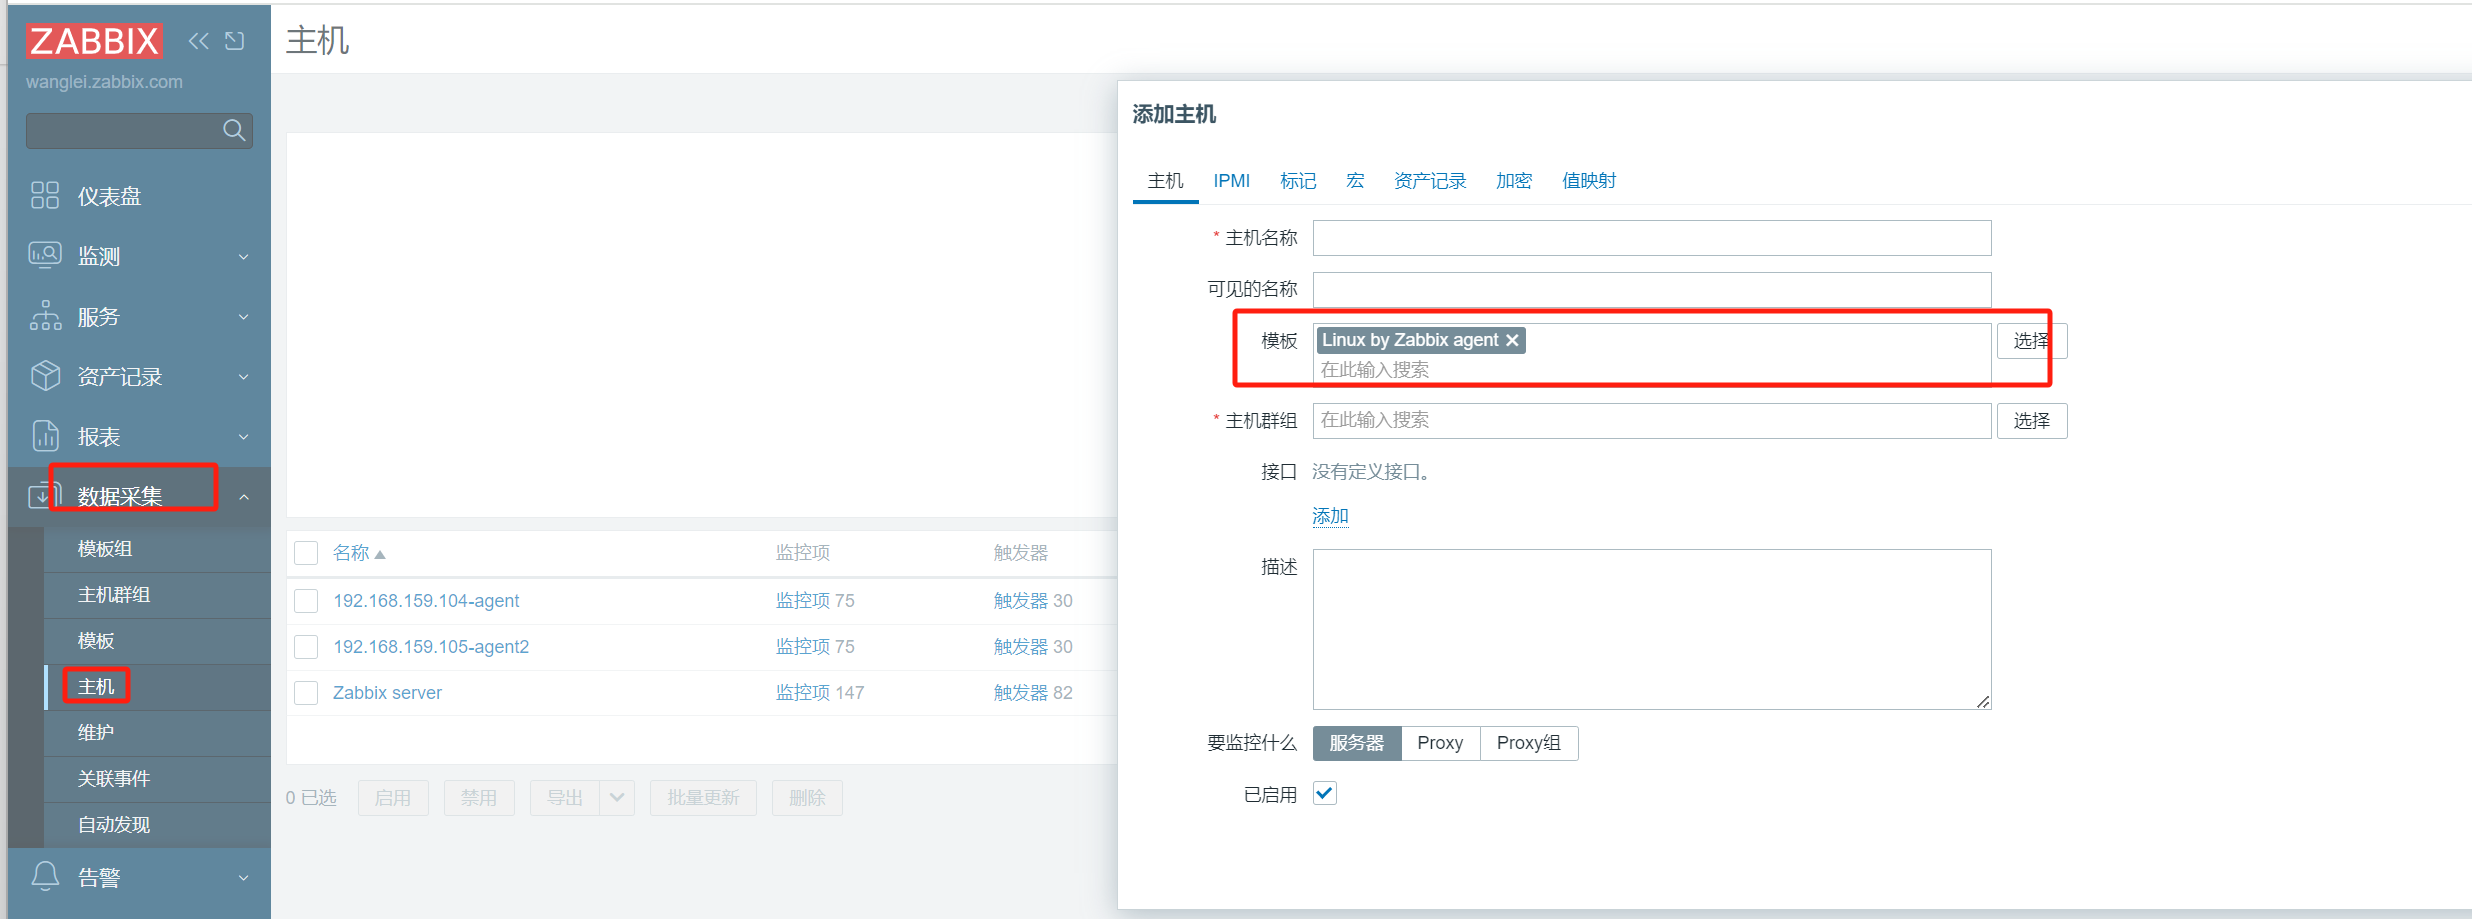 ZABBIX
wanglei.zabbix.com
仪表盘
监测
服务
资产记录
报表
数据采集
模板组
主机群组
模板
主机
维护
关联事件
自动发现
告警
主机
名称 监控项 触发器
192.168.159.104-agent 监控项 75 触发器 30
192.168.159.105-agent2 监控项 75 触发器 30
Zabbix server 监控项 147 触发器 82
0 已选 启用 禁用 导出 批量更新 删除
添加主机
主机 IPMI 标记 宏 资产记录 加密 值映射
* 主机名称
可见的名称
模板 Linux by Zabbix agent 选择
在此输入搜索
* 主机群组 在此输入搜索 选择
接口 没有定义接口。
添加
描述
要监控什么 服务器 Proxy Proxy组
已启用